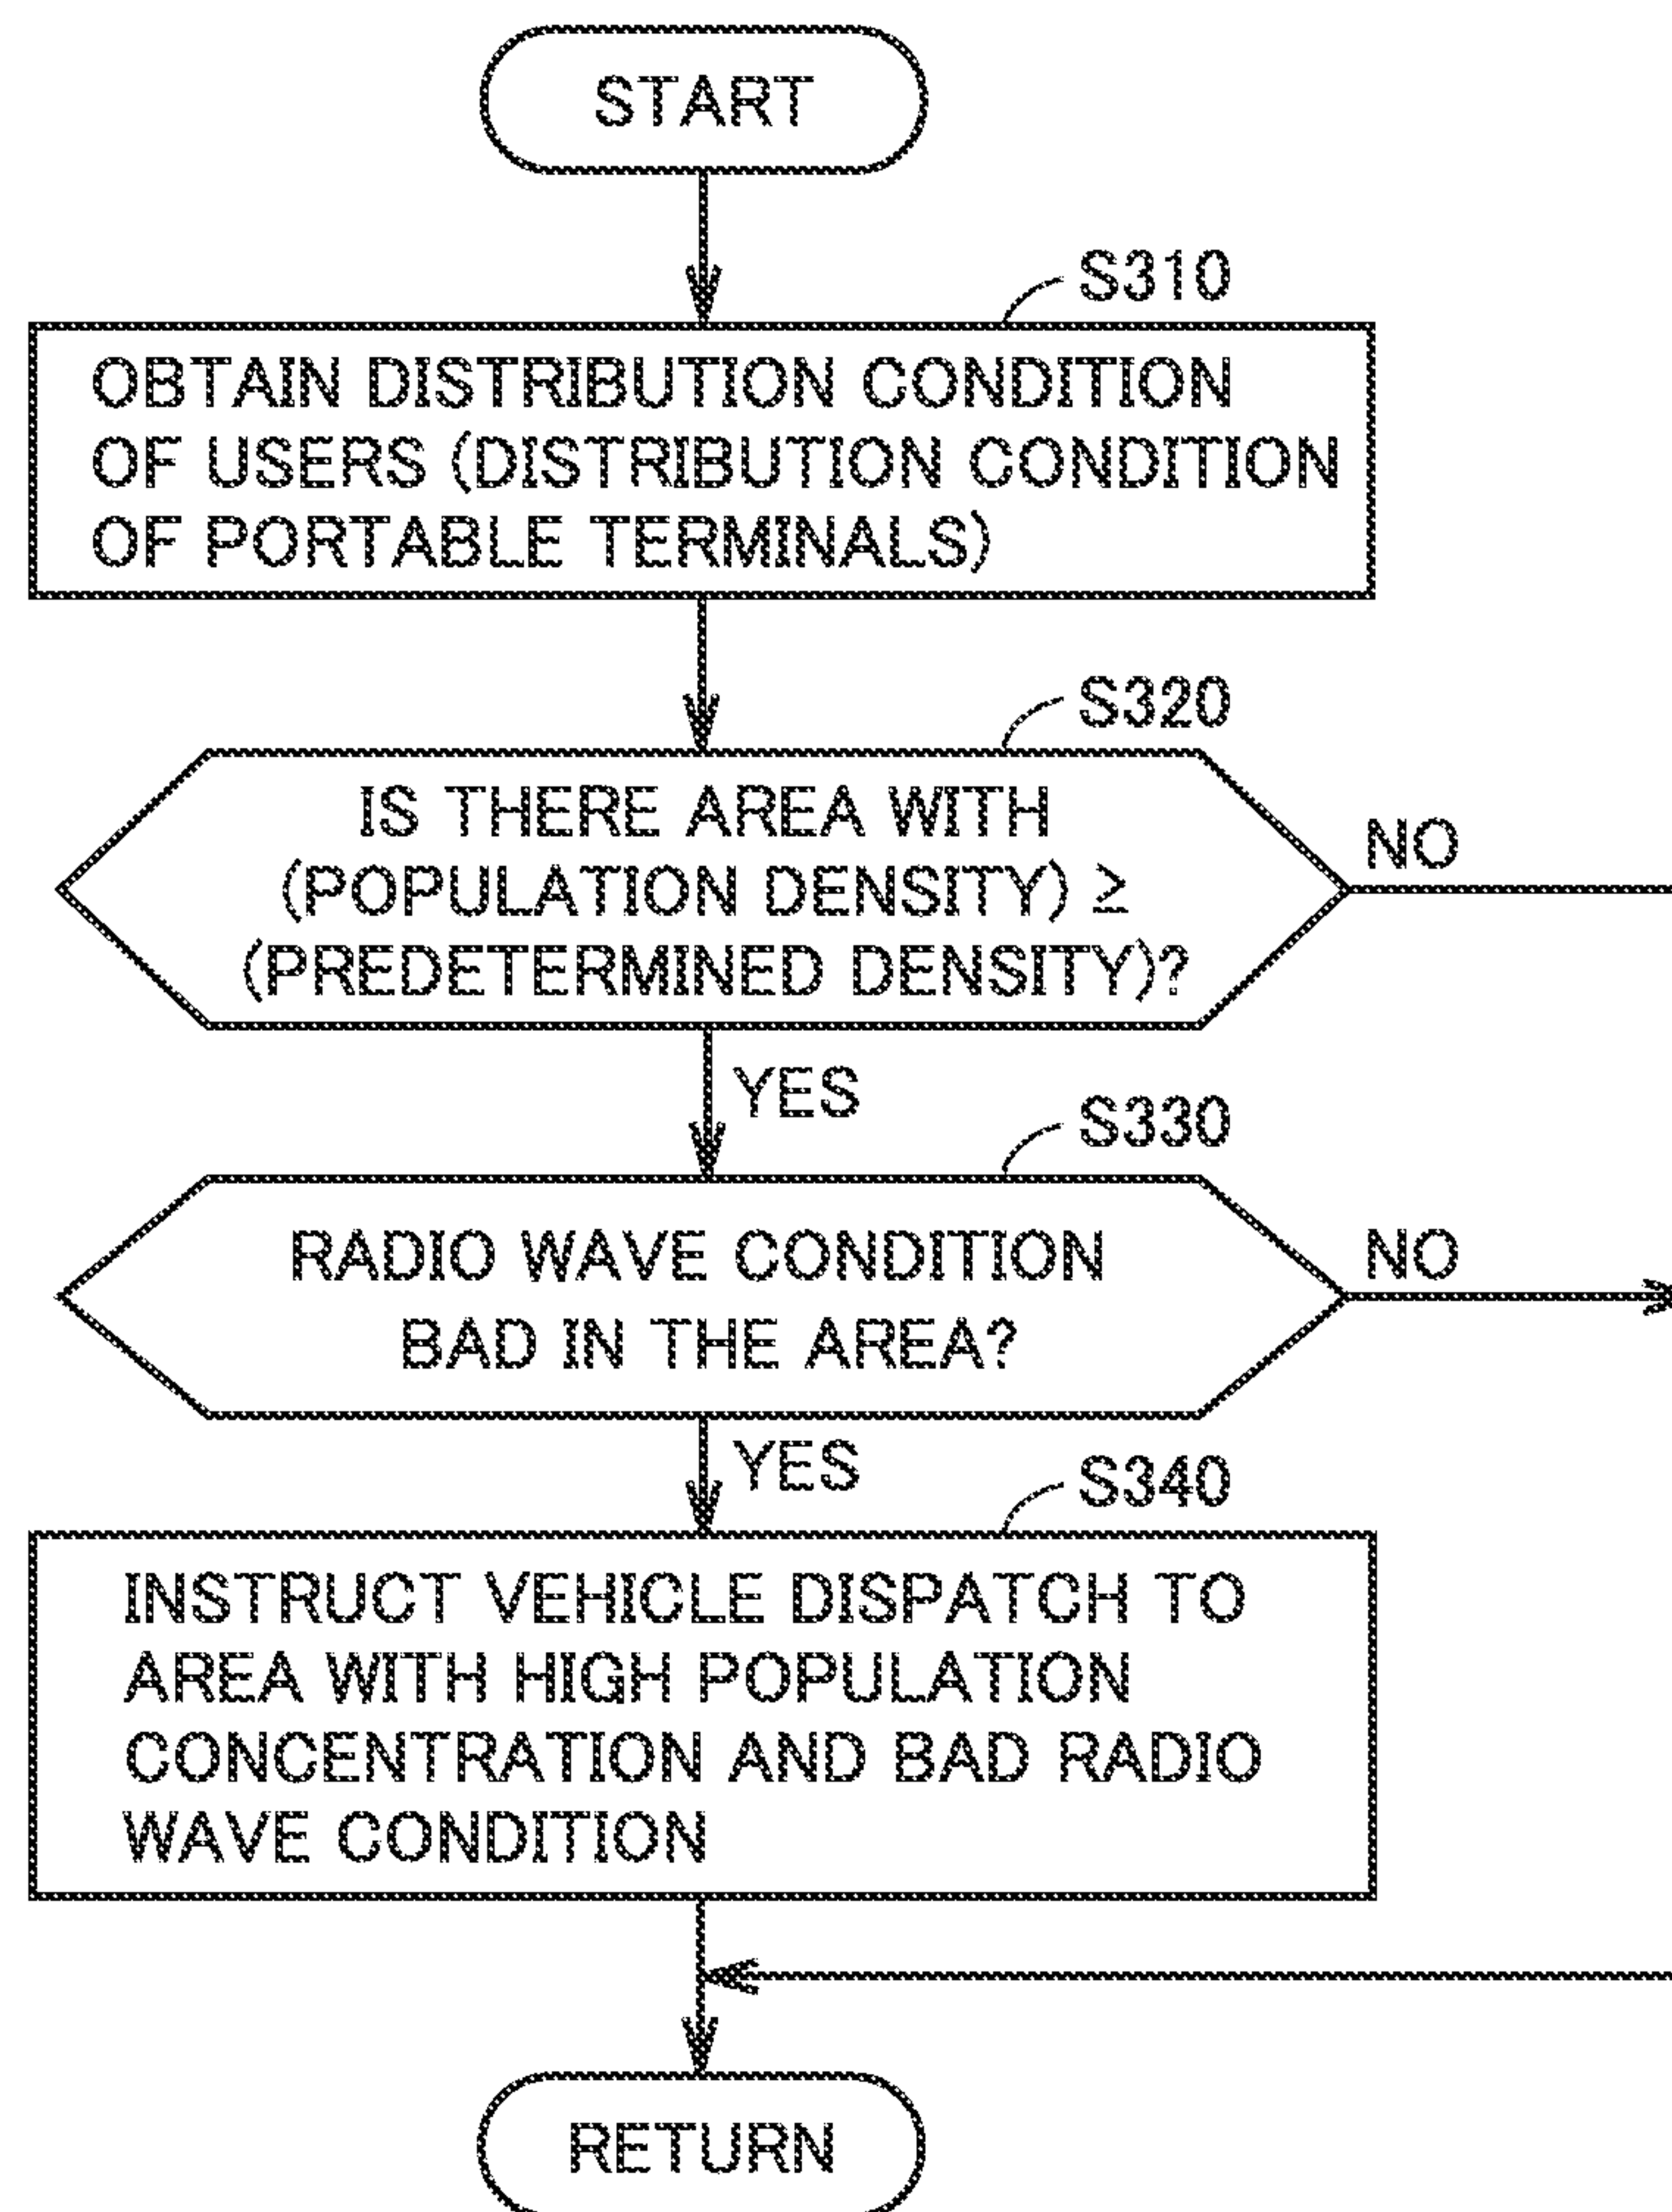 START
S310
OBTAIN DISTRIBUTION CONDITION
OF USERS (DISTRIBUTION CONDITION
OF PORTABLE TERMINALS)
S320
IS THERE AREA WITH
(POPULATION DENSITY) ≥
(PREDETERMINED DENSITY)?
NO
YES
S330
RADIO WAVE CONDITION
BAD IN THE AREA?
NO
YES
S340
INSTRUCT VEHICLE DISPATCH TO
AREA WITH HIGH POPULATION
CONCENTRATION AND BAD RADIO
WAVE CONDITION
RETURN